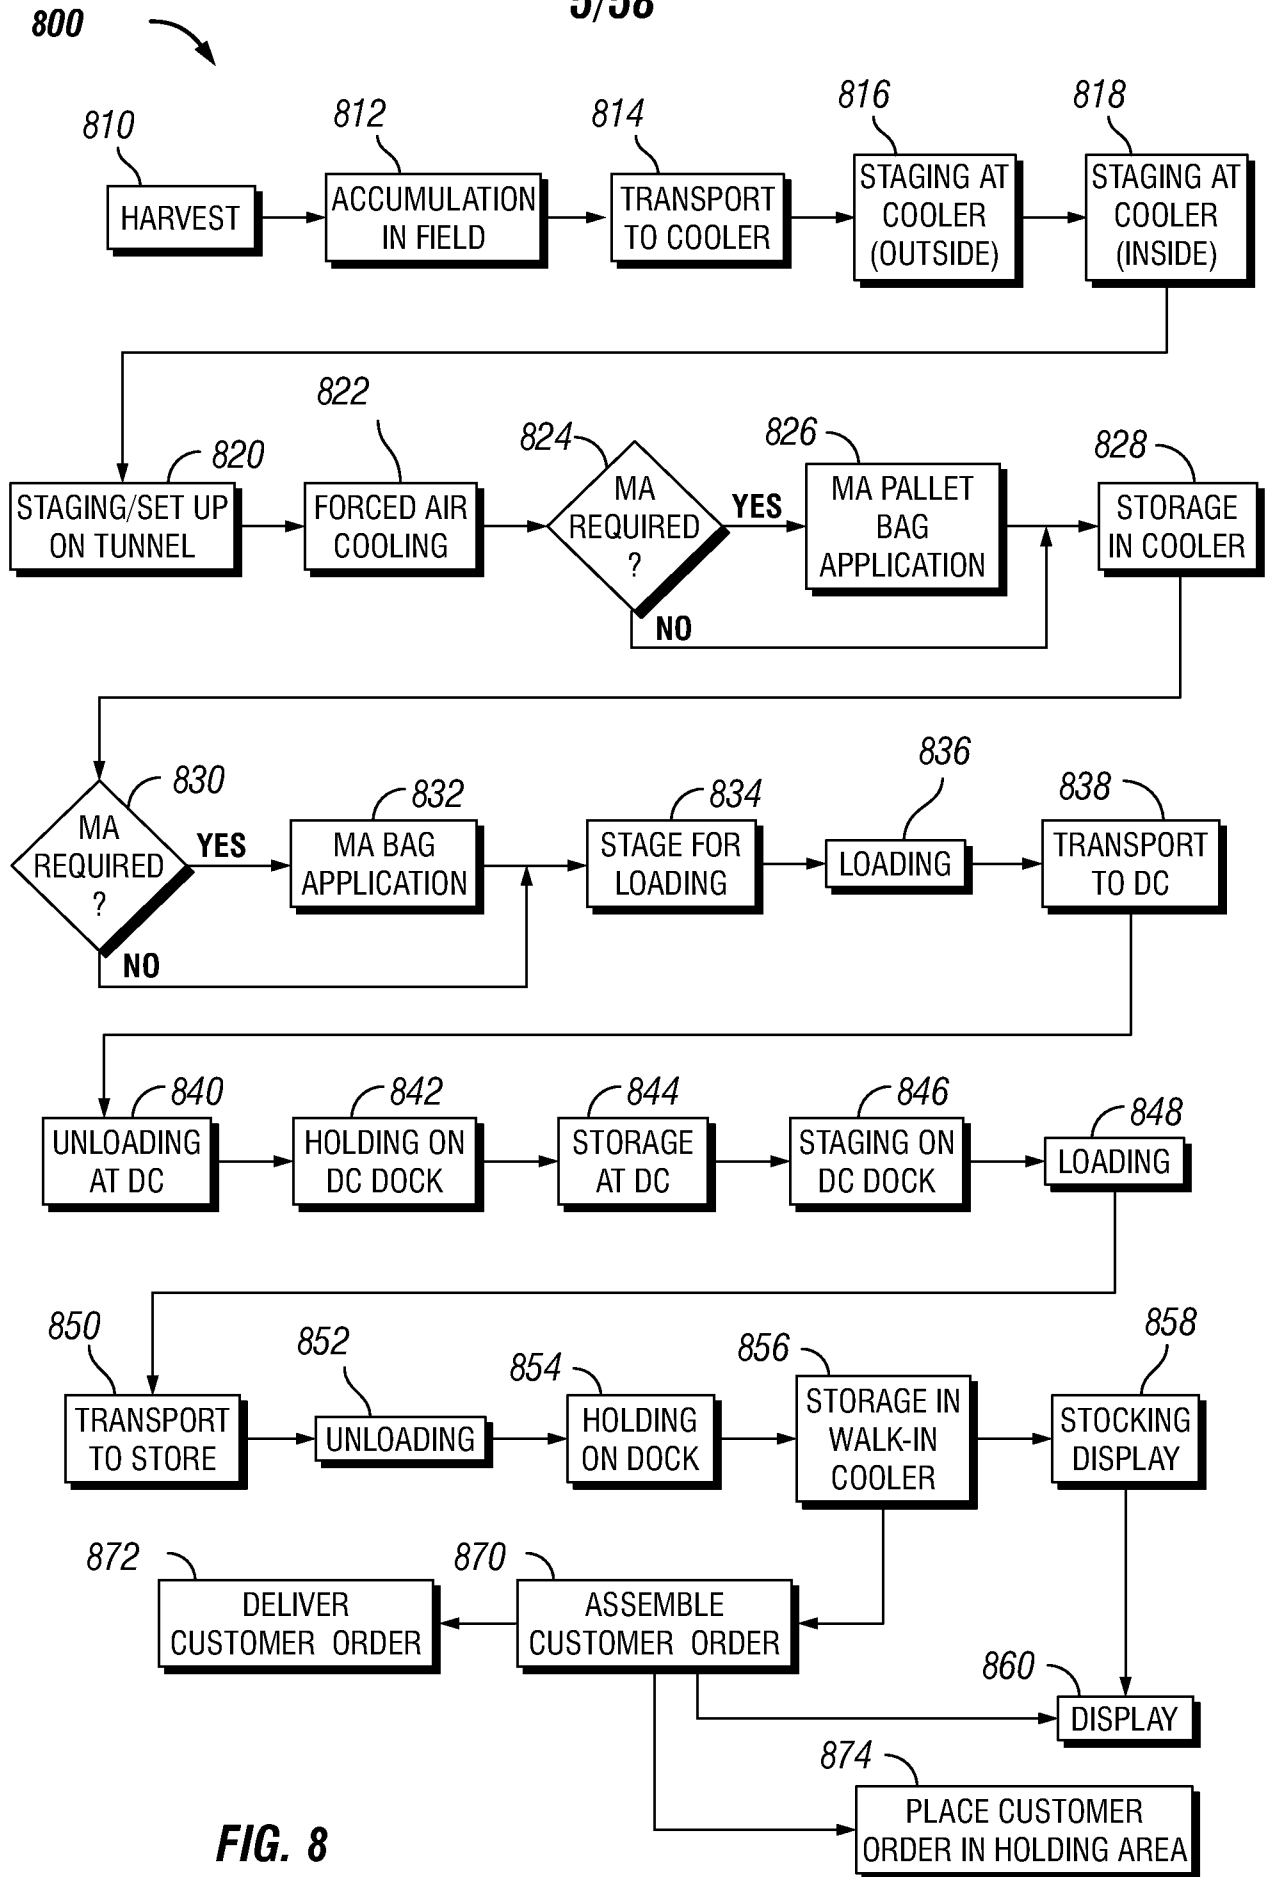 5/58
800
810
812
814
816
818
HARVEST
ACCUMULATION
IN FIELD
TRANSPORT
TO COOLER
STAGING AT
COOLER
(OUTSIDE)
STAGING AT
COOLER
(INSIDE)
820
822
824
826
828
STAGING/SET UP
ON TUNNEL
FORCED AIR
COOLING
MA
REQUIRED
?
YES
NO
MA PALLET
BAG
APPLICATION
STORAGE
IN COOLER
830
832
834
836
838
MA
REQUIRED
?
YES
NO
MA BAG
APPLICATION
STAGE FOR
LOADING
LOADING
TRANSPORT
TO DC
840
842
844
846
848
UNLOADING
AT DC
HOLDING ON
DC DOCK
STORAGE
AT DC
STAGING ON
DC DOCK
LOADING
850
852
854
856
858
TRANSPORT
TO STORE
UNLOADING
HOLDING
ON DOCK
STORAGE IN
WALK-IN
COOLER
STOCKING
DISPLAY
872
870
DELIVER
CUSTOMER ORDER
ASSEMBLE
CUSTOMER ORDER
860
DISPLAY
874
PLACE CUSTOMER
ORDER IN HOLDING AREA
FIG. 8